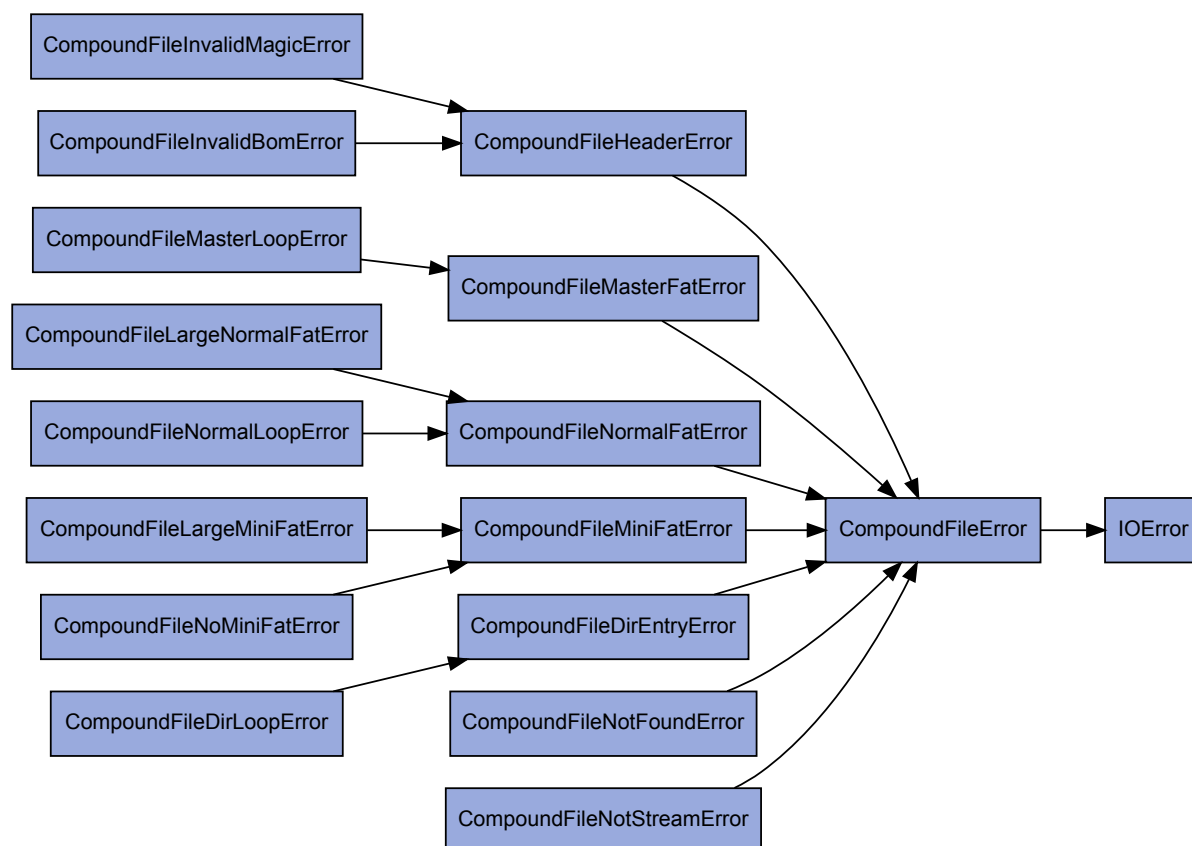 CompoundFileInvalidMagicError
CompoundFileInvalidBomError
CompoundFileHeaderError
CompoundFileMasterLoopError
CompoundFileMasterFatError
CompoundFileLargeNormalFatError
CompoundFileNormalLoopError
CompoundFileNormalFatError
CompoundFileLargeMiniFatError
CompoundFileMiniFatError
CompoundFileError
IOError
CompoundFileNoMiniFatError
CompoundFileDirEntryError
CompoundFileDirLoopError
CompoundFileNotFoundError
CompoundFileNotStreamError